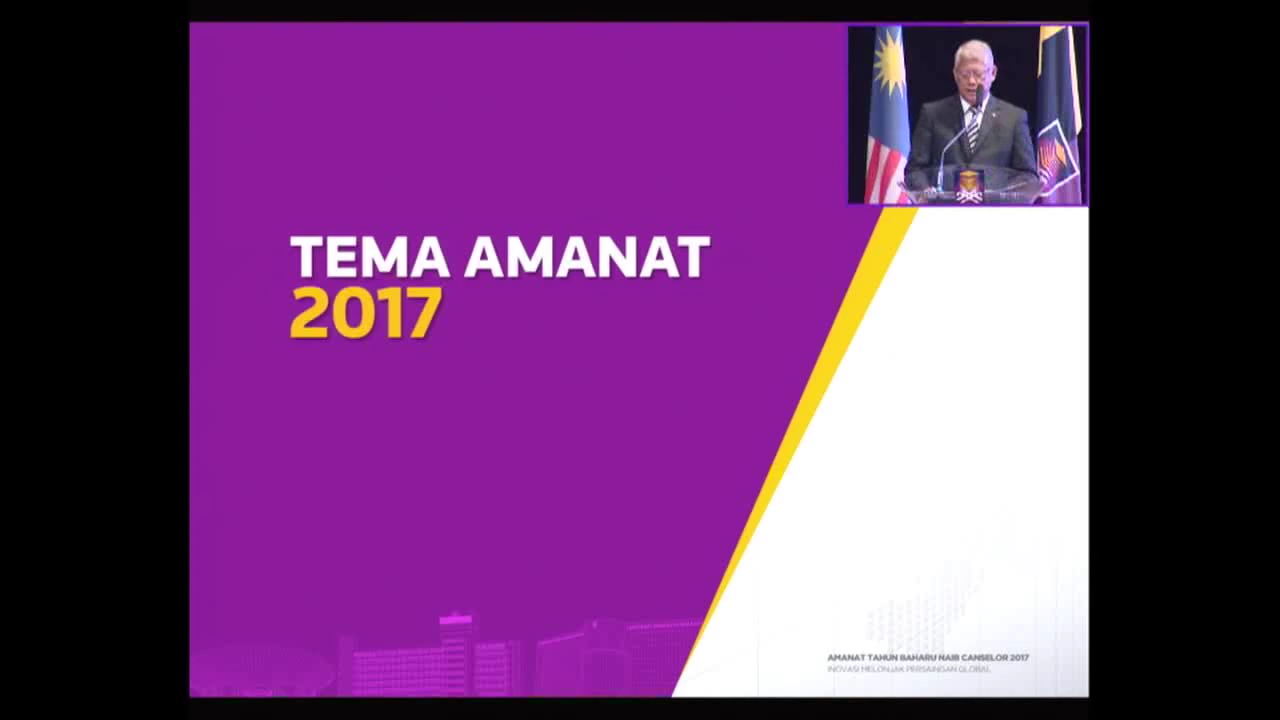 TEMA AMANAT
2017
AMANAT TAHUN BAHARU NAIB CANSELOR 2017
INOVASI MELONJAK PERSAINGAN GLOBAL